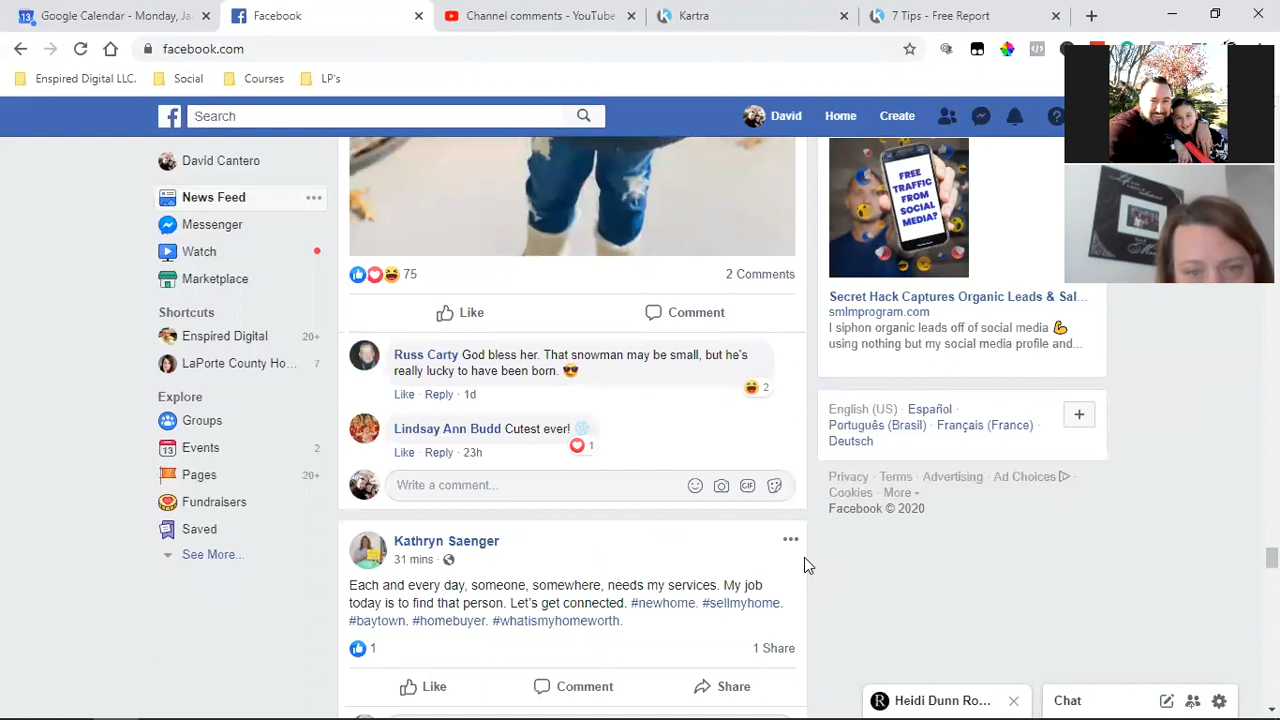 Google Calendar - Monday, Ja
Facebook
Channel comments - YouTube
Kartra
7 Tips - Free Report
facebook.com
Enspired Digital LLC.
Social
Courses
LP's
Search
David
Home
Create
David Cantero
News Feed
Messenger
Watch
Marketplace
Shortcuts
Enspired Digital 20+
LaPorte County Ho... 7
Explore
Groups
Events 2
Pages 20+
Fundraisers
Saved
See More...
75
2 Comments
Like
Comment
Russ Carty God bless her. That snowman may be small, but he's
really lucky to have been born. 😎
2
Like · Reply · 1d
Lindsay Ann Budd Cutest ever! ❄️
1
Like · Reply · 23h
Write a comment...
GIF
Kathryn Saenger
31 mins ·
Each and every day, someone, somewhere, needs my services. My job
today is to find that person. Let's get connected. #newhome. #sellmyhome.
#baytown. #homebuyer. #whatismyhomeworth.
1
1 Share
Like
Comment
Share
FREE
TRAFFIC
FROM
SOCIAL
MEDIA?
Secret Hack Captures Organic Leads & Sal...
smlmprogram.com
I siphon organic leads off of social media 💪
using nothing but my social media profile and...
English (US) · Español ·
Português (Brasil) · Français (France) ·
Deutsch
Privacy · Terms · Advertising · Ad Choices ·
Cookies · More
Facebook © 2020
Heidi Dunn Ro...
Chat